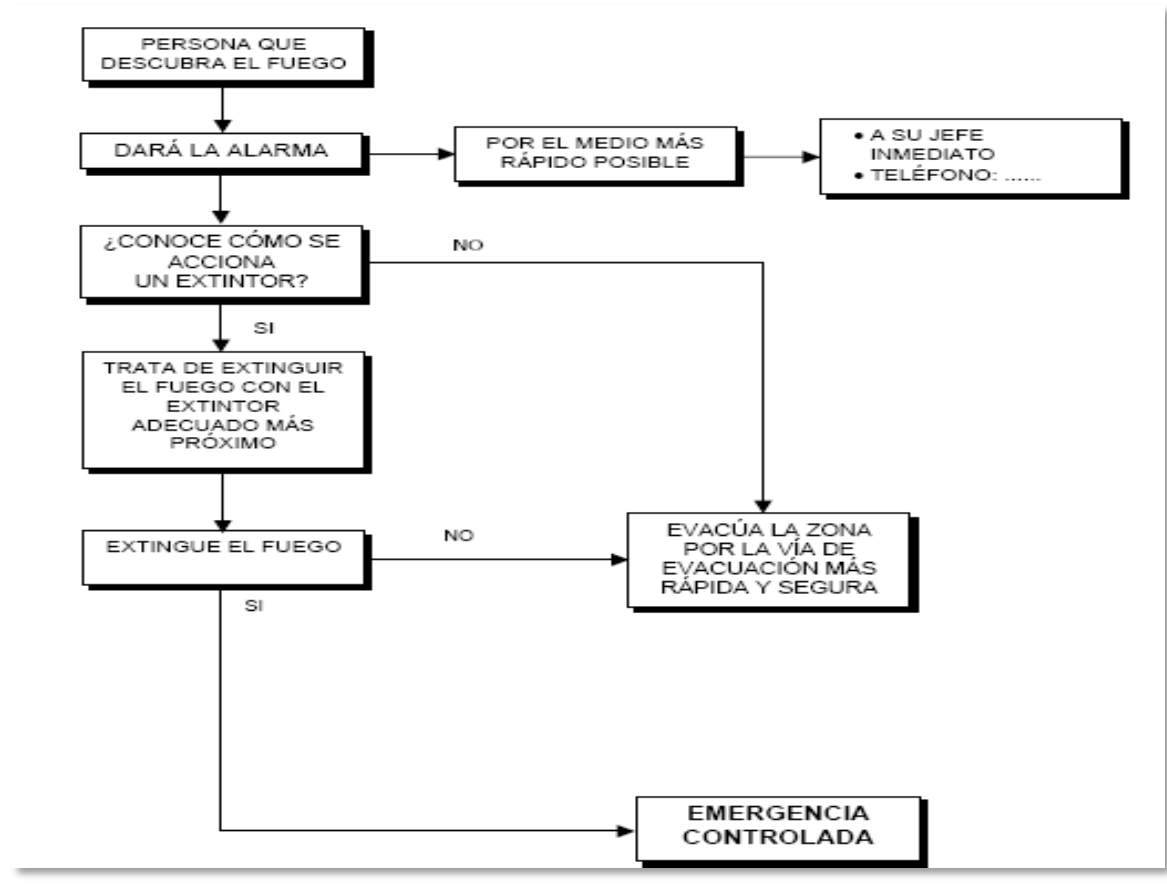 PERSONA QUE
DESCUBRA EL FUEGO
DARÁ LA ALARMA
POR EL MEDIO MÁS
RÁPIDO POSIBLE
• A SU JEFE
INMEDIATO
• TELÉFONO: ......
¿CONOCE CÓMO SE
ACCIONA
UN EXTINTOR?
NO
SI
TRATA DE EXTINGUIR
EL FUEGO CON EL
EXTINTOR
ADECUADO MÁS
PRÓXIMO
EXTINGUE EL FUEGO
NO
EVACÚA LA ZONA
POR LA VÍA DE
EVACUACIÓN MÁS
RÁPIDA Y SEGURA
SI
EMERGENCIA
CONTROLADA